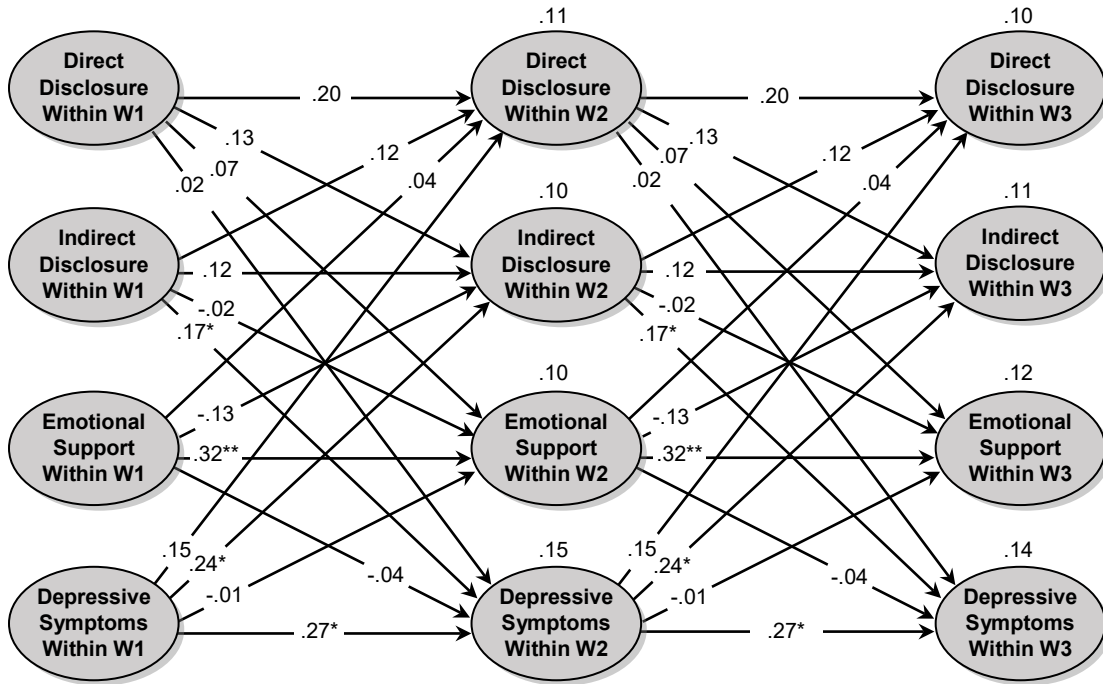 .11
.10
Direct
Disclosure
Within W1
Direct
Disclosure
Within W2
Direct
Disclosure
Within W3
.20
.20
.13
.12
.07
.02
.04
.13
.12
.07
.02
.04
.10
.11
Indirect
Disclosure
Within W1
Indirect
Disclosure
Within W2
Indirect
Disclosure
Within W3
.12
-.02
.17*
.12
-.02
.17*
.10
.12
Emotional
Support
Within W1
Emotional
Support
Within W2
Emotional
Support
Within W3
-.13
.32**
-.13
.32**
.15
.15
.14
Depressive
Symptoms
Within W1
Depressive
Symptoms
Within W2
Depressive
Symptoms
Within W3
.24*
-.01
-.04
.27*
.15
.24*
-.01
-.04
.27*